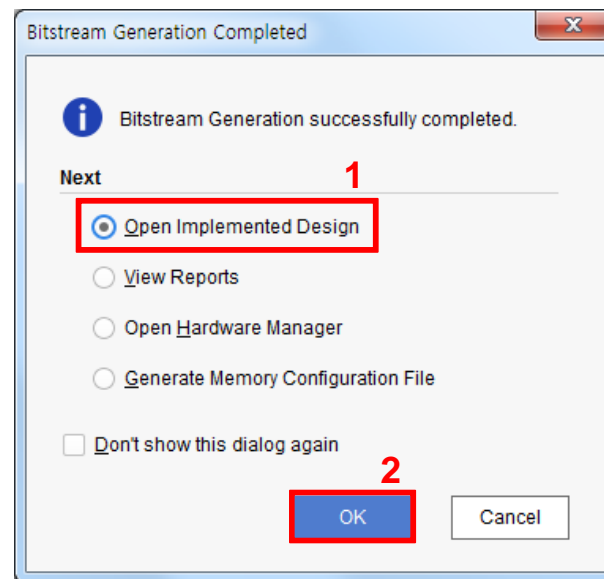 Bitstream Generation Completed
Bitstream Generation successfully completed.
Next
1
Open Implemented Design
View Reports
Open Hardware Manager
Generate Memory Configuration File
Don't show this dialog again
2
OK
Cancel